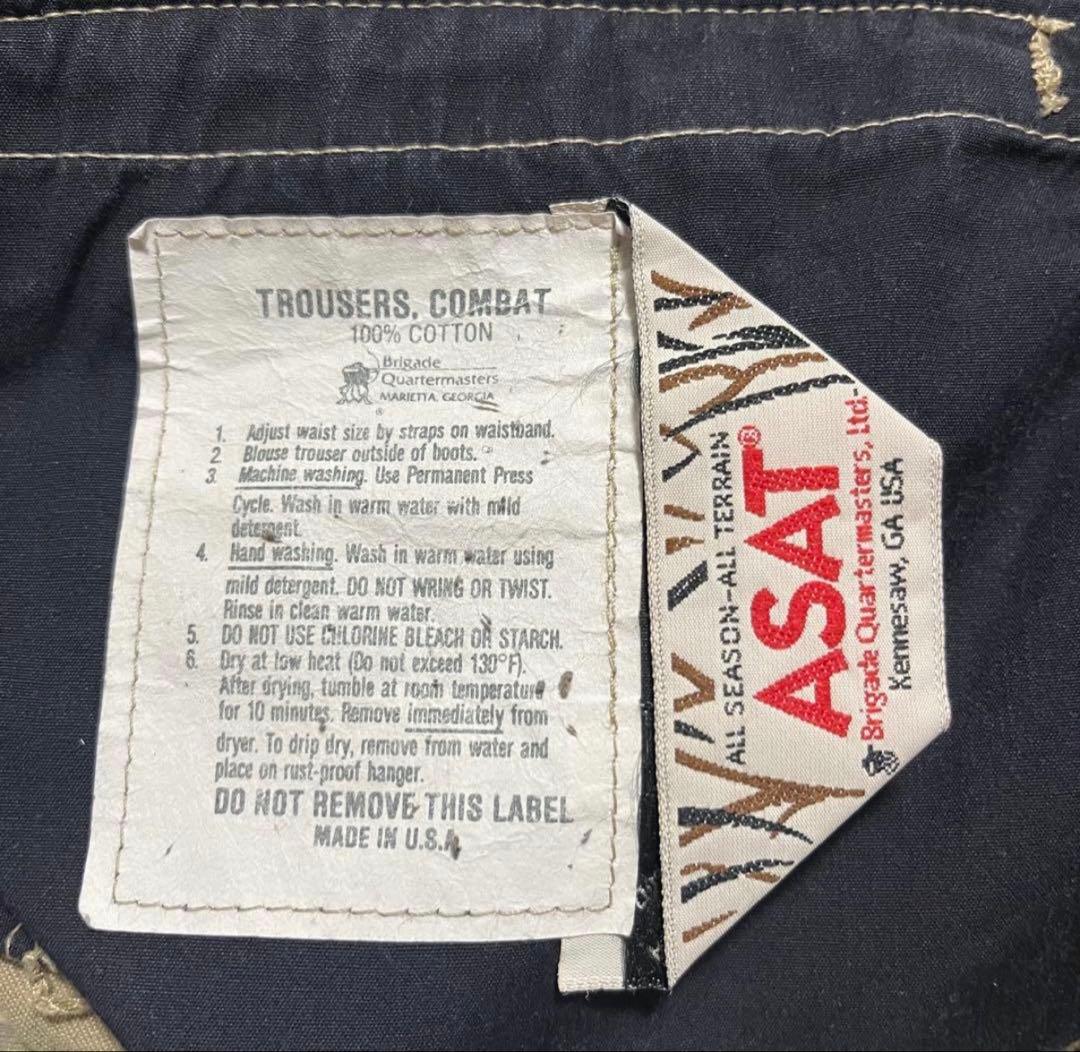 TROUSERS, COMBAT
100% COTTON
Brigade
Quartermasters
MARIETTA, GEORGIA
®
1. Adjust waist size by straps on waistband.
2. Blouse trouser outside of boots.
3. Machine washing. Use Permanent Press
Cycle. Wash in warm water with mild
detergent.
4. Hand washing. Wash in warm water using
mild detergent. DO NOT WRING OR TWIST.
Rinse in clean warm water.
5. DO NOT USE CHLORINE BLEACH OR STARCH.
6. Dry at low heat (Do not exceed 130°F).
After drying, tumble at room temperature
for 10 minutes. Remove immediately from
dryer. To drip dry, remove from water and
place on rust-proof hanger.
DO NOT REMOVE THIS LABEL
MADE IN U.S.A.
ALL SEASON-ALL TERRAIN
ASAT®
Brigade Quartermasters, Ltd.
Kennesaw, GA USA